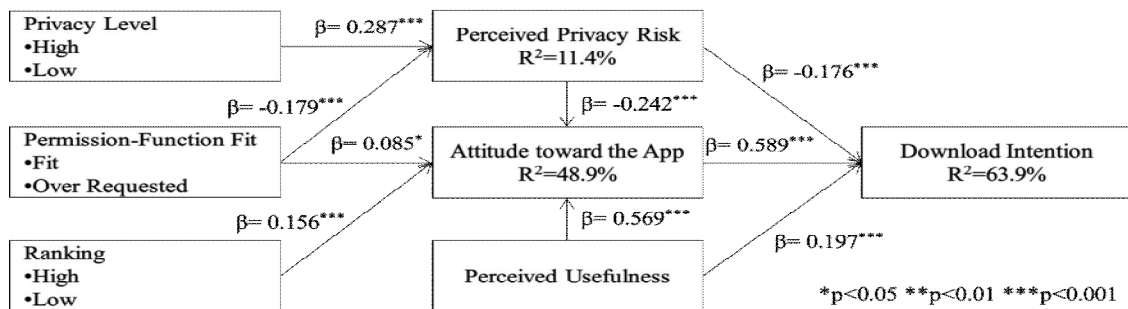 Privacy Level
•High
•Low
β= 0.287***
Perceived Privacy Risk
R²=11.4%
β= -0.176***
β= -0.179***
β= -0.242***
Permission-Function Fit
•Fit
•Over Requested
β= 0.085*
Attitude toward the App
R²=48.9%
β= 0.589***
Download Intention
R²=63.9%
β= 0.156***
β= 0.569***
β= 0.197***
Ranking
•High
•Low
Perceived Usefulness
*p<0.05 **p<0.01 ***p<0.001